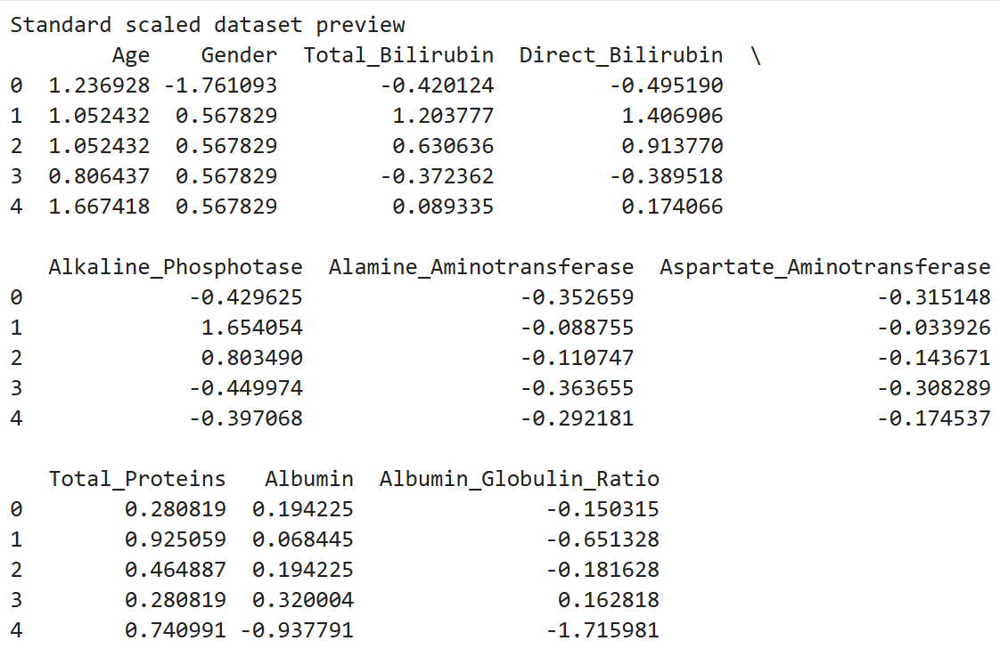 Standard scaled dataset preview
        Age    Gender  Total_Bilirubin  Direct_Bilirubin  \
0  1.236928 -1.761093        -0.420124         -0.495190
1  1.052432  0.567829         1.203777          1.406906
2  1.052432  0.567829         0.630636          0.913770
3  0.806437  0.567829        -0.372362         -0.389518
4  1.667418  0.567829         0.089335          0.174066

   Alkaline_Phosphotase  Alamine_Aminotransferase  Aspartate_Aminotransferase
0             -0.429625                 -0.352659                   -0.315148
1              1.654054                 -0.088755                   -0.033926
2              0.803490                 -0.110747                   -0.143671
3             -0.449974                 -0.363655                   -0.308289
4             -0.397068                 -0.292181                   -0.174537

   Total_Proteins   Albumin  Albumin_Globulin_Ratio
0        0.280819  0.194225               -0.150315
1        0.925059  0.068445               -0.651328
2        0.464887  0.194225               -0.181628
3        0.280819  0.320004                0.162818
4        0.740991 -0.937791               -1.715981